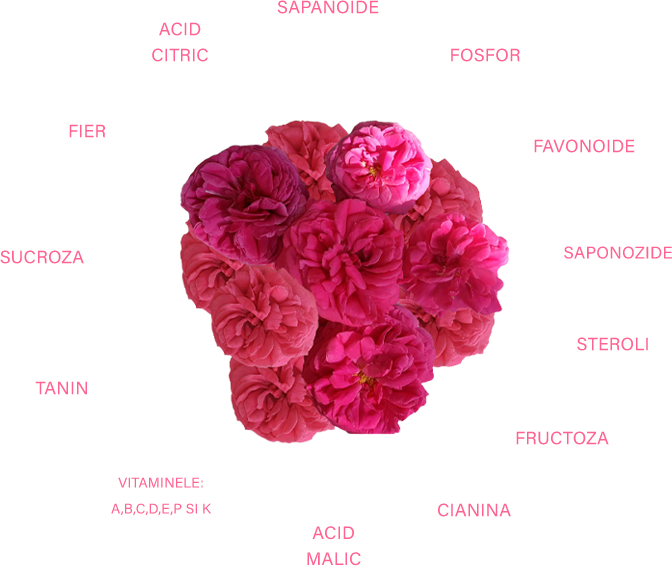 SAPANOIDE
ACID
CITRIC
FOSFOR
FIER
FAVONOIDE
SUCROZA
SAPONOZIDE
STEROLI
TANIN
FRUCTOZA
VITAMINELE:
A,B,C,D,E,P SI K
CIANINA
ACID
MALIC